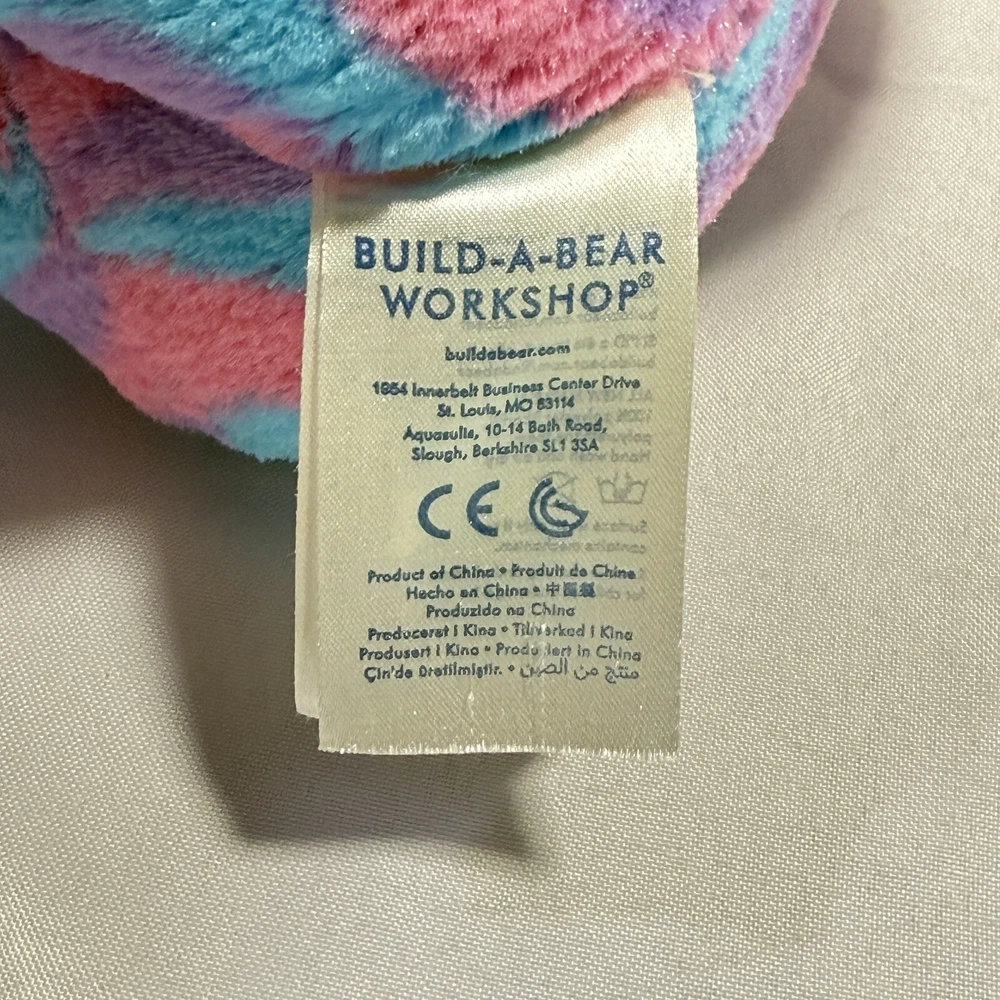 BUILD-A-BEAR
WORKSHOP®
buildabear.com
1954 Innerbelt Business Center Drive
St. Louis, MO 63114
Aquasulis, 10-14 Bath Road,
Slough, Berkshire SL1 3SA
CE
Product of China • Produit de Chine
Hecho en China • 中國製
Produzido na China
Produceret i Kina • Tillverkad i Kina
Produsert i Kina • Produziert in China
Çin'de Üretilmiştir. • منتج من الصين